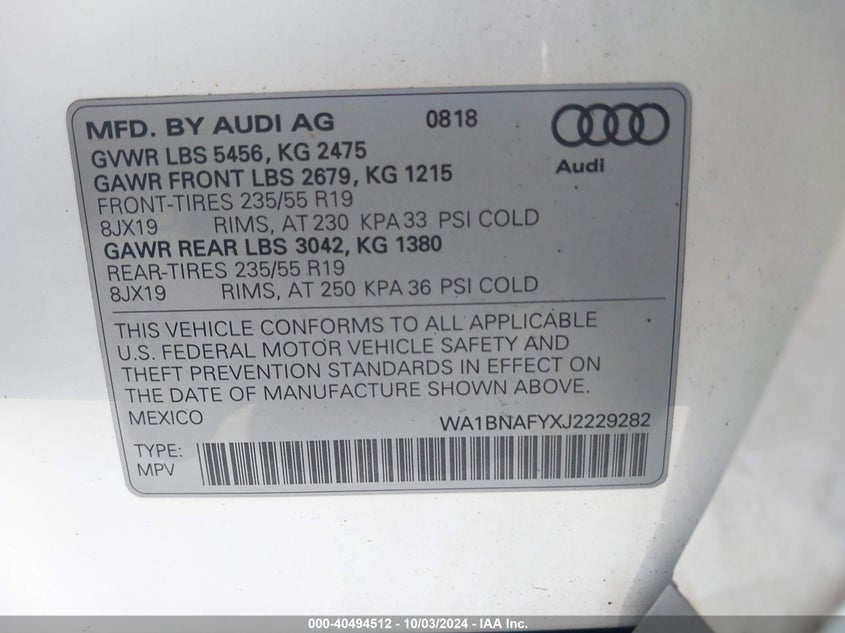 MFD. BY AUDI AG 0818
Audi
GVWR LBS 5456, KG 2475
GAWR FRONT LBS 2679, KG 1215
FRONT-TIRES 235/55 R19
8JX19 RIMS, AT 230 KPA 33 PSI COLD
GAWR REAR LBS 3042, KG 1380
REAR-TIRES 235/55 R19
8JX19 RIMS, AT 250 KPA 36 PSI COLD
THIS VEHICLE CONFORMS TO ALL APPLICABLE
U.S. FEDERAL MOTOR VEHICLE SAFETY AND
THEFT PREVENTION STANDARDS IN EFFECT ON
THE DATE OF MANUFACTURE SHOWN ABOVE.
MEXICO WA1BNAFYXJ2229282
TYPE:
MPV
000-40494512 - 10/03/2024 - IAA Inc.